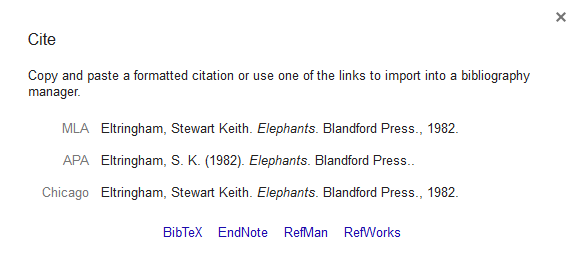 ×
Cite
Copy and paste a formatted citation or use one of the links to import into a bibliography
manager.
MLA Eltringham, Stewart Keith. Elephants. Blandford Press., 1982.
APA Eltringham, S. K. (1982). Elephants. Blandford Press..
Chicago Eltringham, Stewart Keith. Elephants. Blandford Press., 1982.
BibTeX EndNote RefMan RefWorks